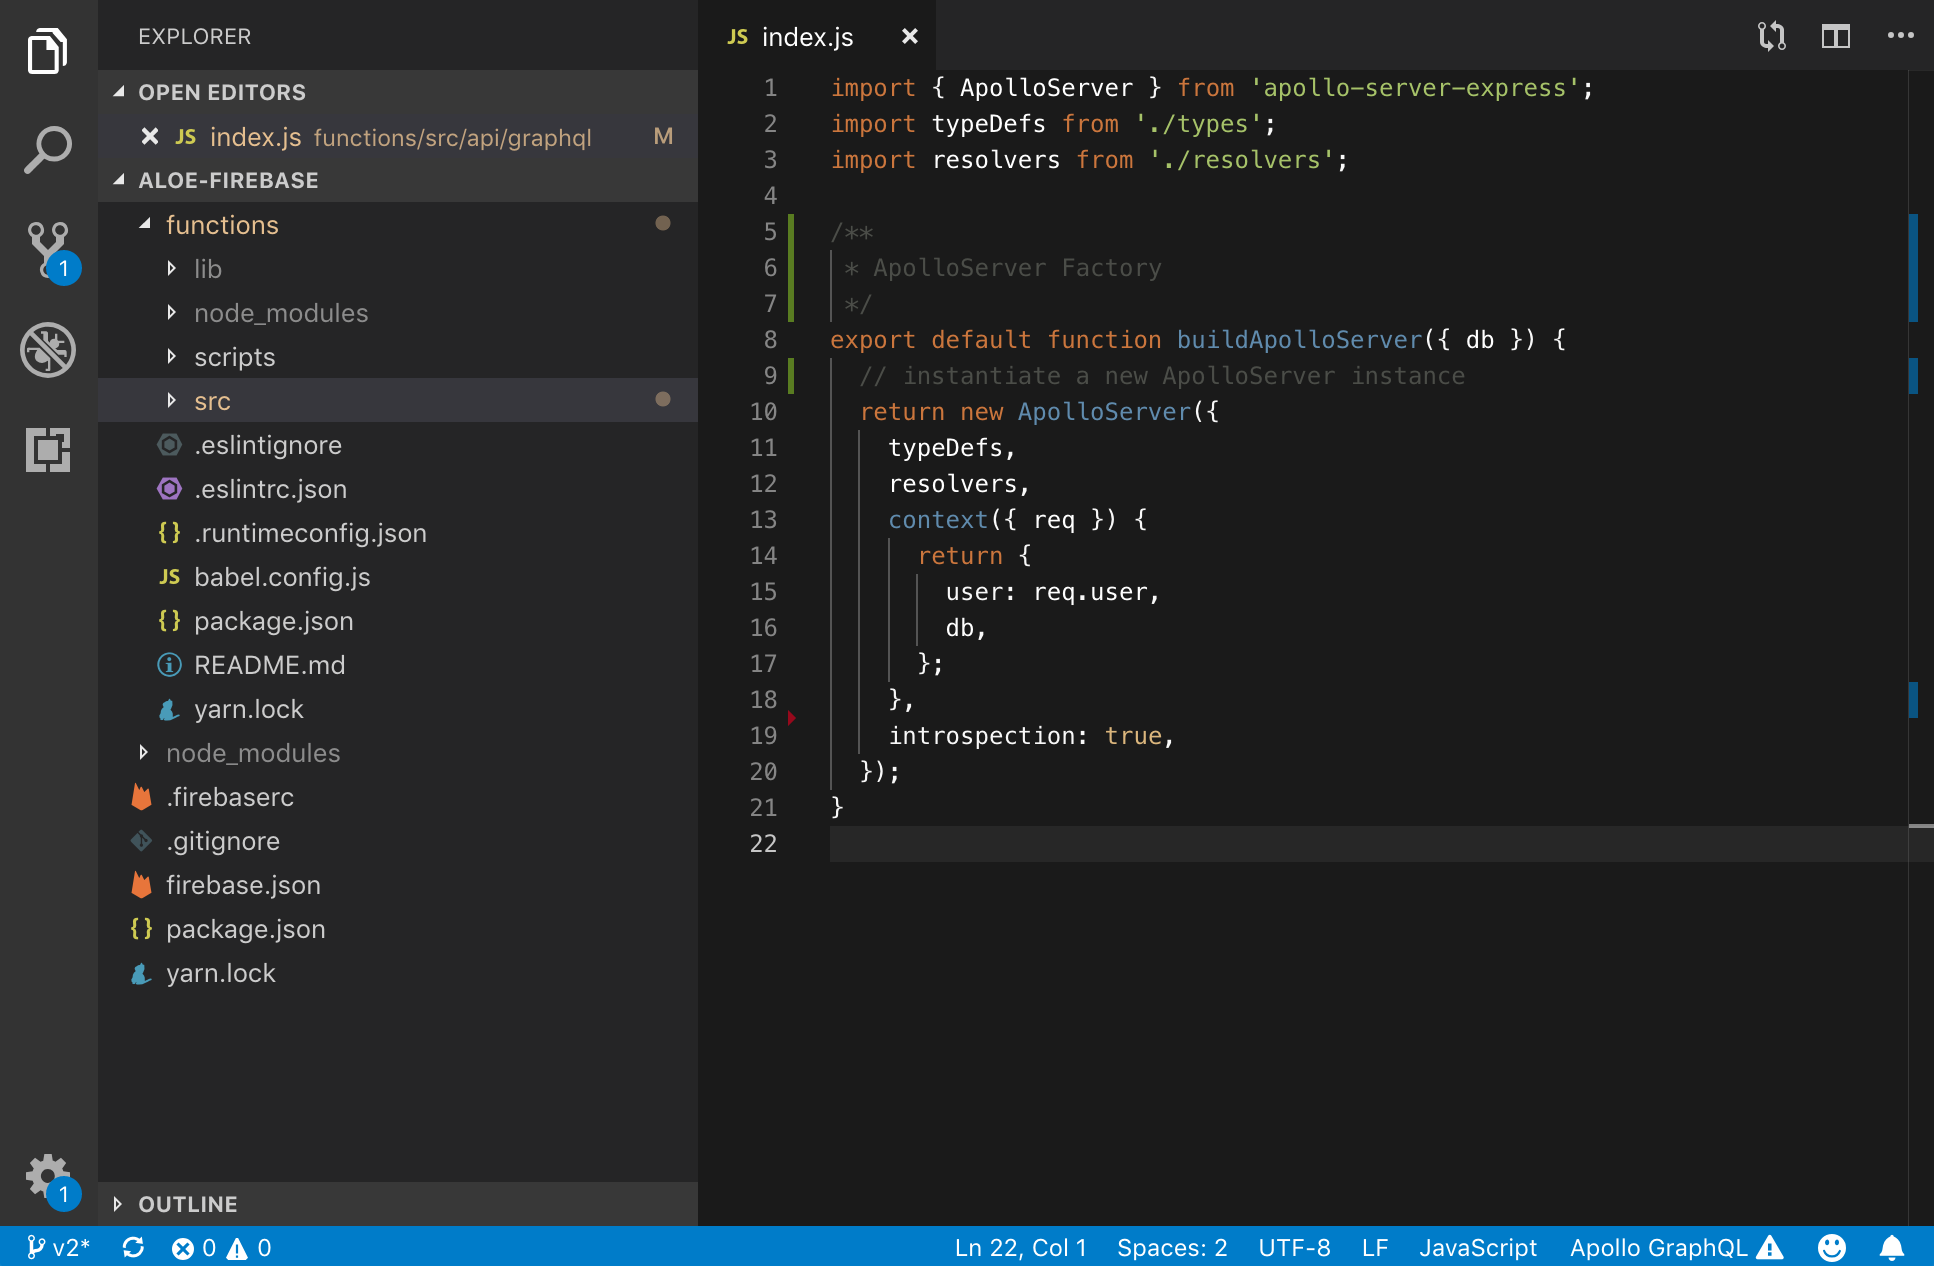 EXPLORER
OPEN EDITORS
JS index.js functions/src/api/graphql M
ALOE-FIREBASE
functions
lib
node_modules
scripts
src
.eslintignore
.eslintrc.json
{} .runtimeconfig.json
JS babel.config.js
{} package.json
README.md
yarn.lock
node_modules
.firebaserc
.gitignore
firebase.json
{} package.json
yarn.lock
OUTLINE
1
1
JS index.js
1 import { ApolloServer } from 'apollo-server-express';
2 import typeDefs from './types';
3 import resolvers from './resolvers';
4
5 /**
6  * ApolloServer Factory
7  */
8 export default function buildApolloServer({ db }) {
9   // instantiate a new ApolloServer instance
10   return new ApolloServer({
11     typeDefs,
12     resolvers,
13     context({ req }) {
14       return {
15         user: req.user,
16         db,
17       };
18     },
19     introspection: true,
20   });
21 }
22
v2* 0 0 Ln 22, Col 1 Spaces: 2 UTF-8 LF JavaScript Apollo GraphQL